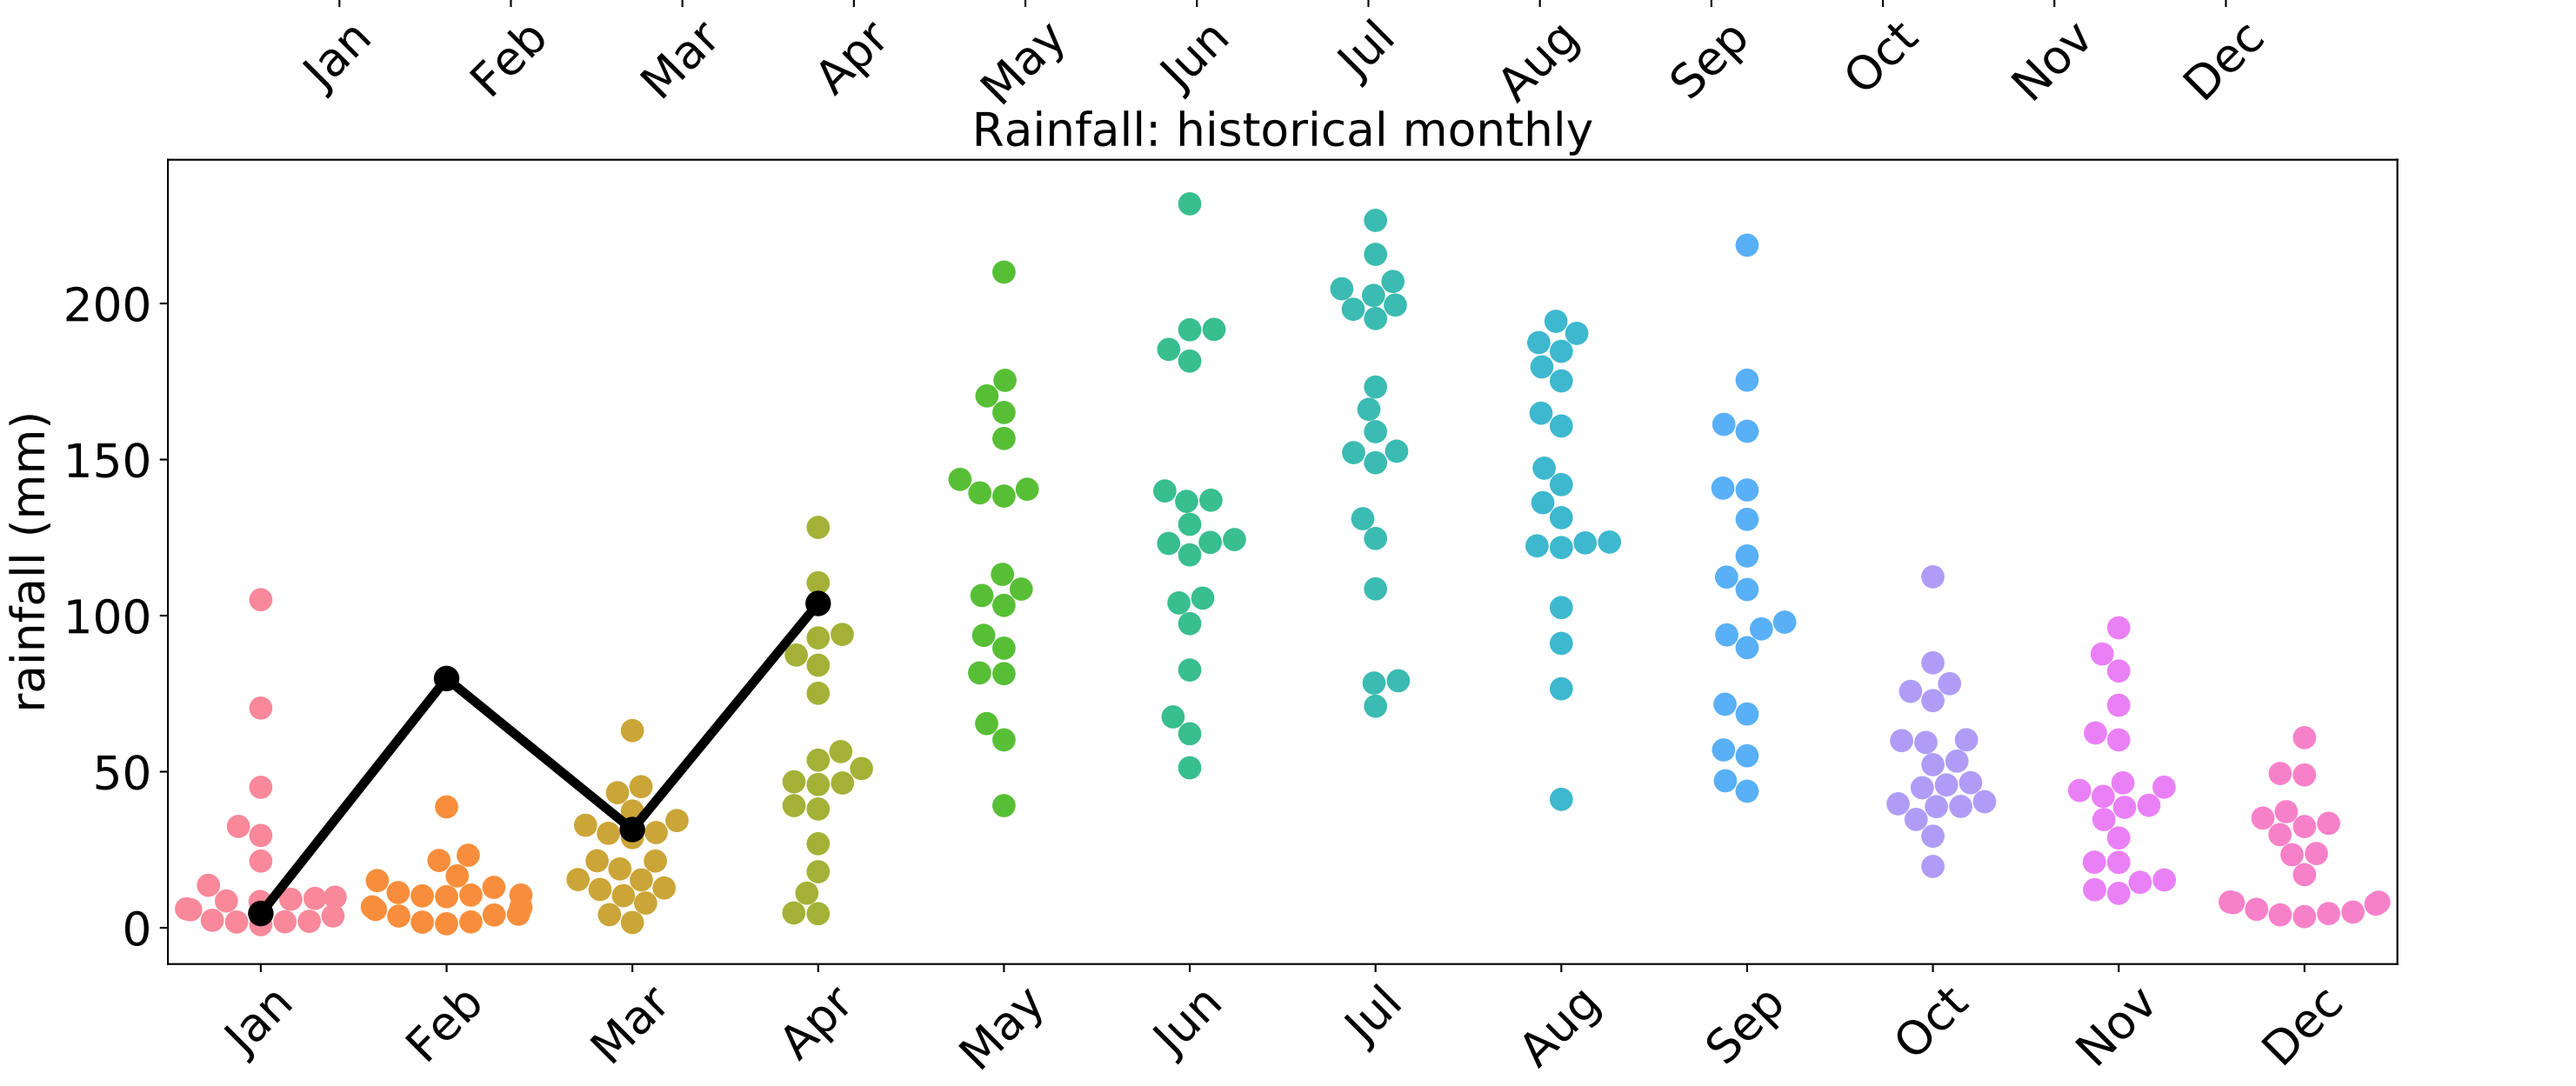 Jan Feb Mar Apr May Jun Jul Aug Sep Oct Nov Dec
Rainfall: historical monthly
rainfall (mm)
200
150
100
50
0
Jan Feb Mar Apr May Jun Jul Aug Sep Oct Nov Dec